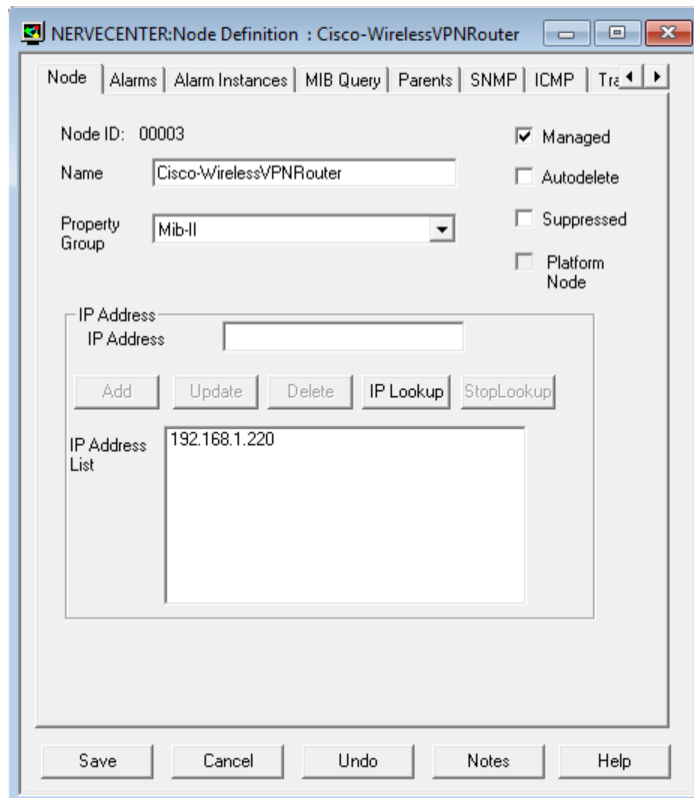 NERVECENTER:Node Definition : Cisco-WirelessVPNRouter
Node Alarms Alarm Instances MIB Query Parents SNMP ICMP
Node ID: 00003
Managed
Name Cisco-WirelessVPNRouter
Autodelete
Property Group Mib-II
Suppressed
Platform Node
IP Address
IP Address
Add Update Delete IP Lookup StopLookup
IP Address List 192.168.1.220
Save Cancel Undo Notes Help